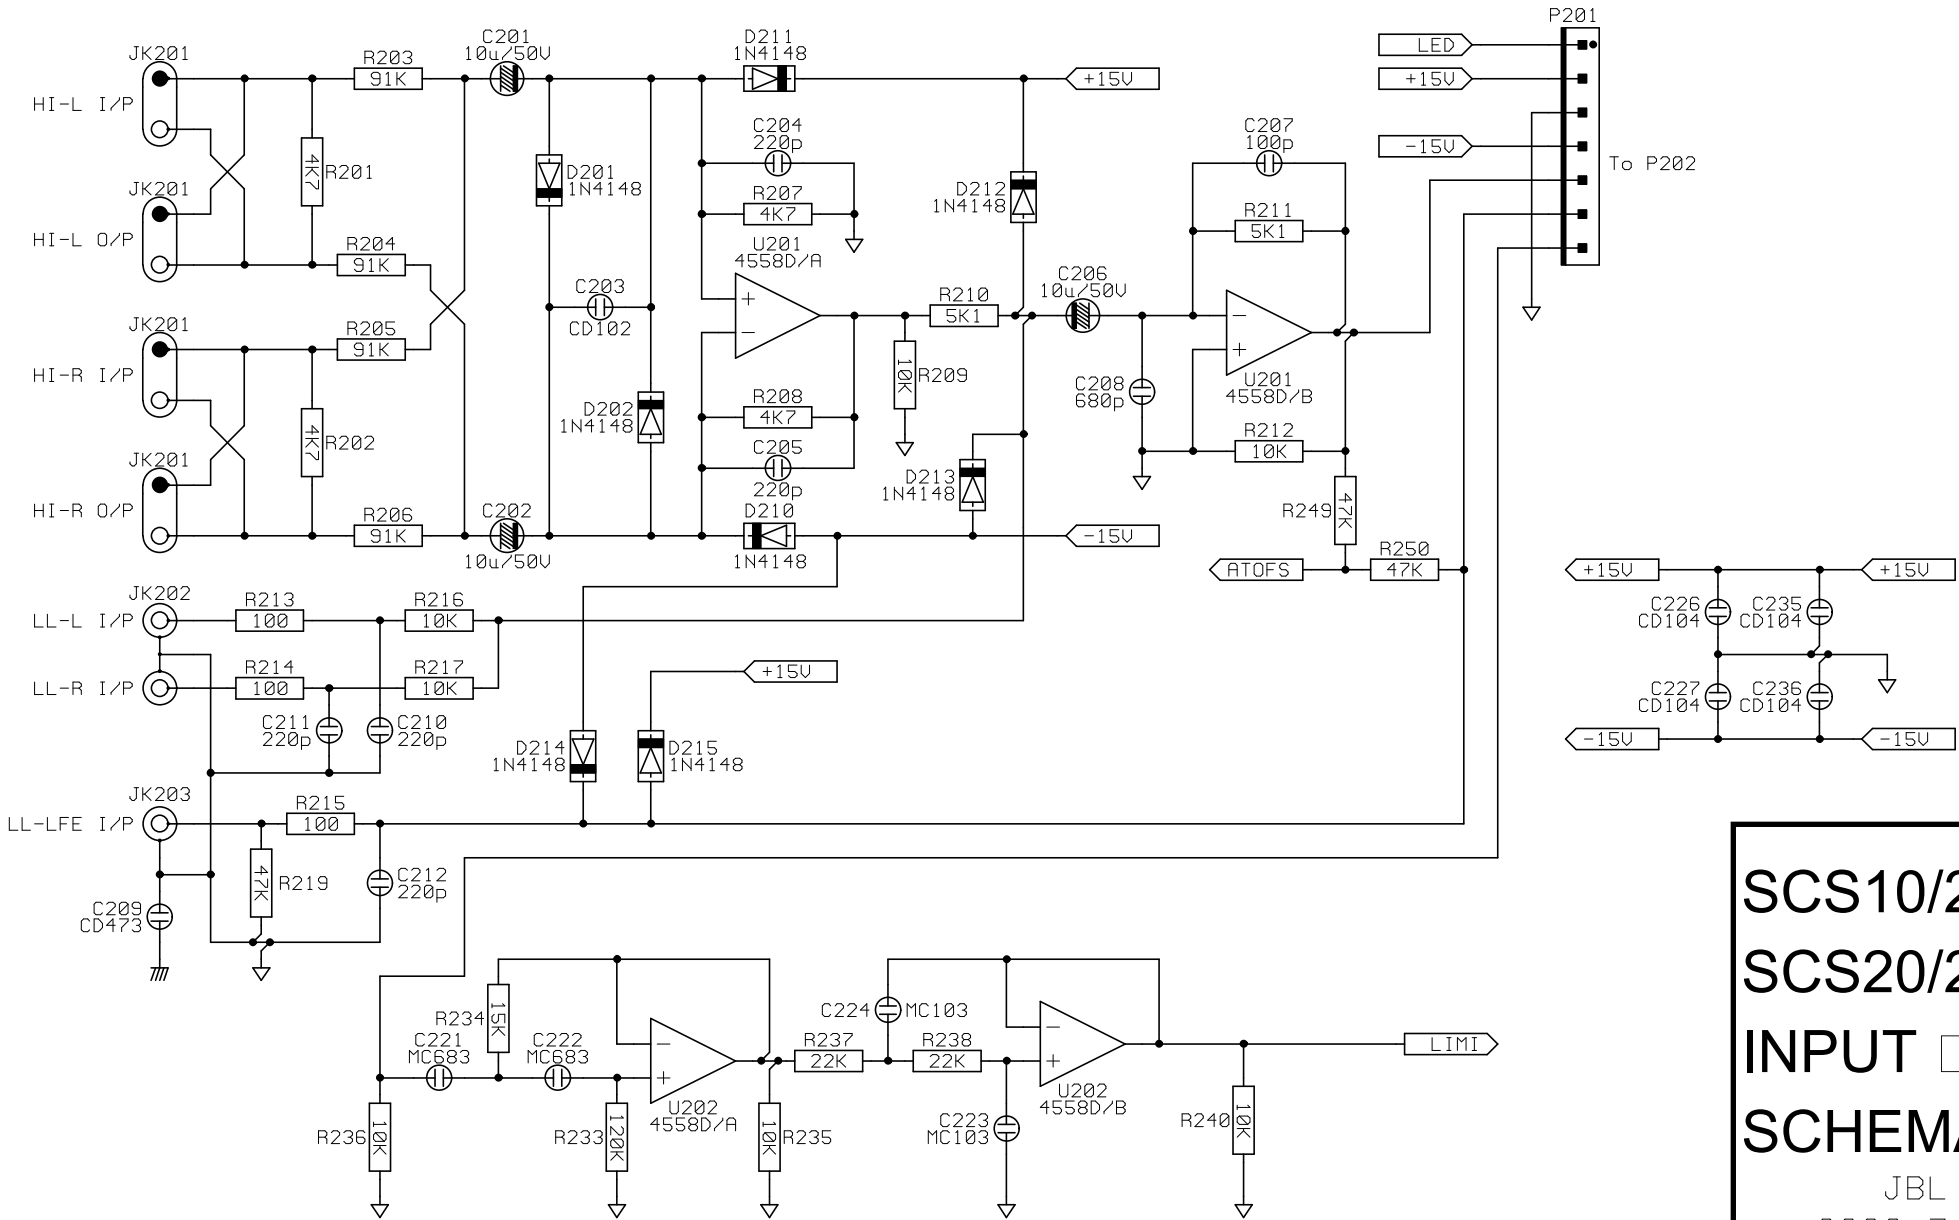 P201
LED
+15V
-15V
To P202
JK201
HI-L I/P
JK201
HI-L O/P
JK201
HI-R I/P
JK201
HI-R O/P
R203
91K
R201
4K7
R204
91K
R205
91K
R202
4K7
R206
91K
C201
10u/50V
C202
10u/50V
D201
1N4148
C203
CD102
D202
1N4148
D211
1N4148
+15V
C204
220p
R207
4K7
U201
4558D/A
+
-
R208
4K7
C205
220p
D210
1N4148
-15V
R209
10K
R210
5K1
D212
1N4148
D213
1N4148
C206
10u/50V
C207
100p
R211
5K1
-
+
U201
4558D/B
C208
680p
R212
10K
R249
47K
ATOFS
R250
47K
+15V
+15V
C226
CD104
C235
CD104
C227
CD104
C236
CD104
-15V
-15V
JK202
LL-L I/P
R213
100
R216
10K
LL-R I/P
R214
100
R217
10K
C211
220p
C210
220p
+15V
D214
1N4148
D215
1N4148
JK203
LL-LFE I/P
R215
100
R219
47K
C212
220p
C209
CD473
R234
15K
C221
MC683
C222
MC683
-
+
U202
4558D/A
R236
10K
R233
120K
R235
10K
C224
MC103
R237
22K
R238
22K
-
+
U202
4558D/B
C223
MC103
R240
10K
LIMI
SCS10/2
SCS20/2
INPUT □
SCHEMA
JBL